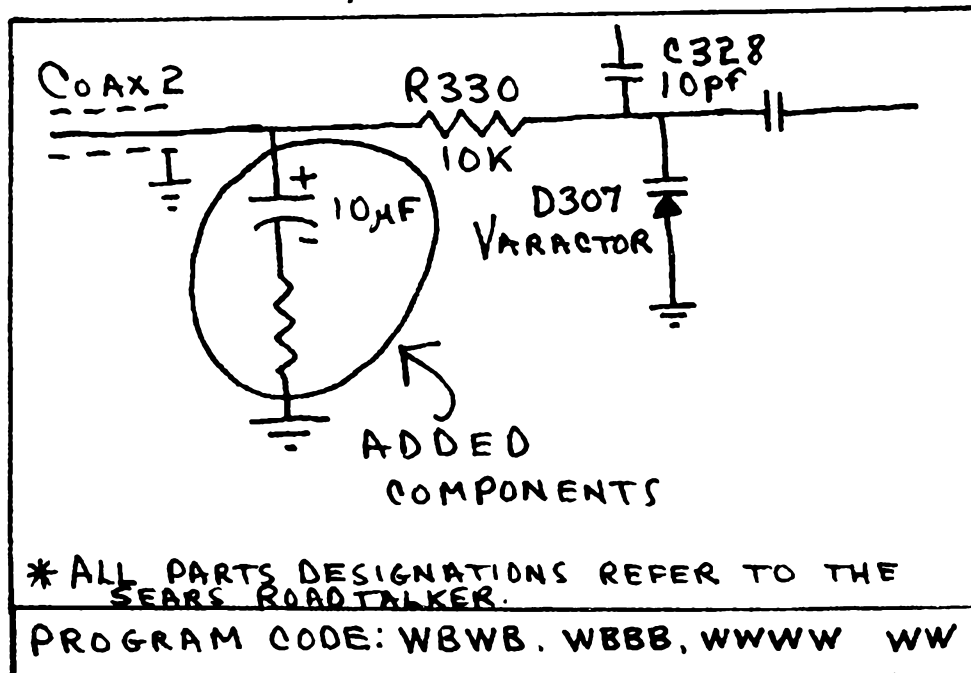 COAX 2
R330
10K
C328
10pf
+
10µF
-
D307
VARACTOR
ADDED
COMPONENTS
* ALL PARTS DESIGNATIONS REFER TO THE
SEARS ROADTALKER.
PROGRAM CODE: WBWB. WBBB, WWWW WW